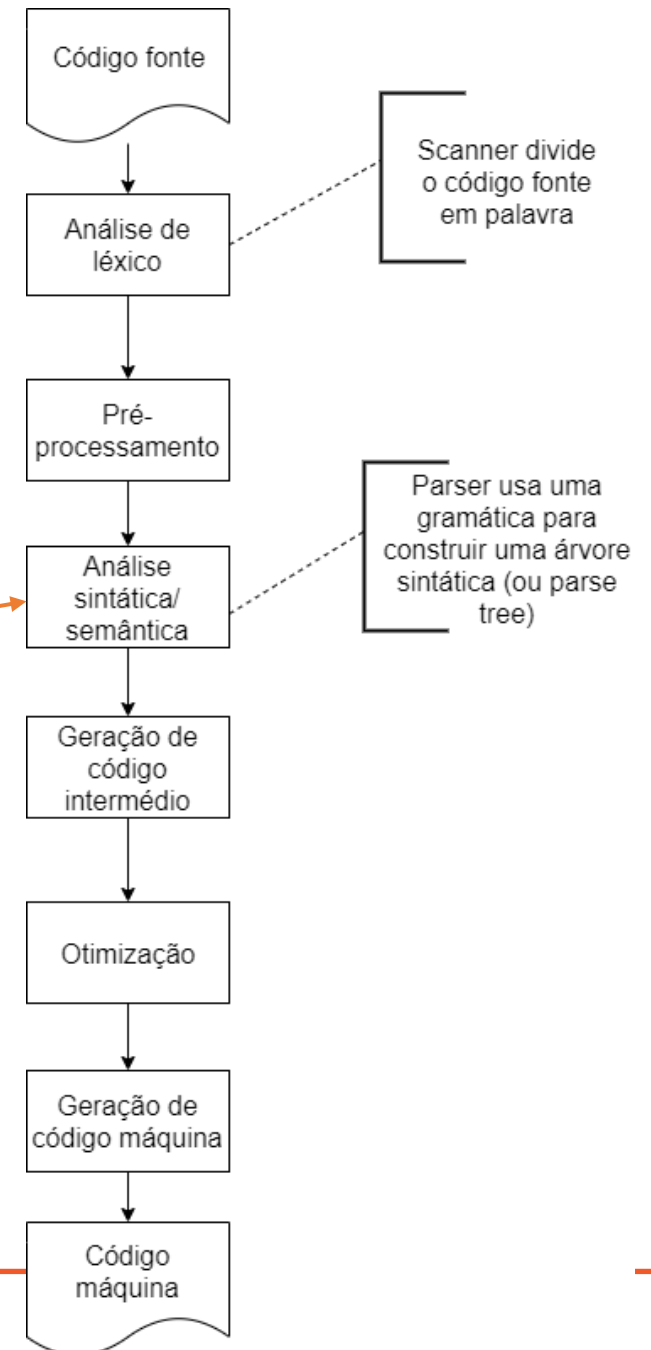 Código fonte
Scanner divide
o código fonte
em palavra
Análise de
léxico
Pré-
processamento
Parser usa uma
gramática para
construir uma árvore
sintática (ou parse
tree)
Análise
sintática/
semântica
Geração de
código
intermédio
Otimização
Geração de
código máquina
Código
máquina